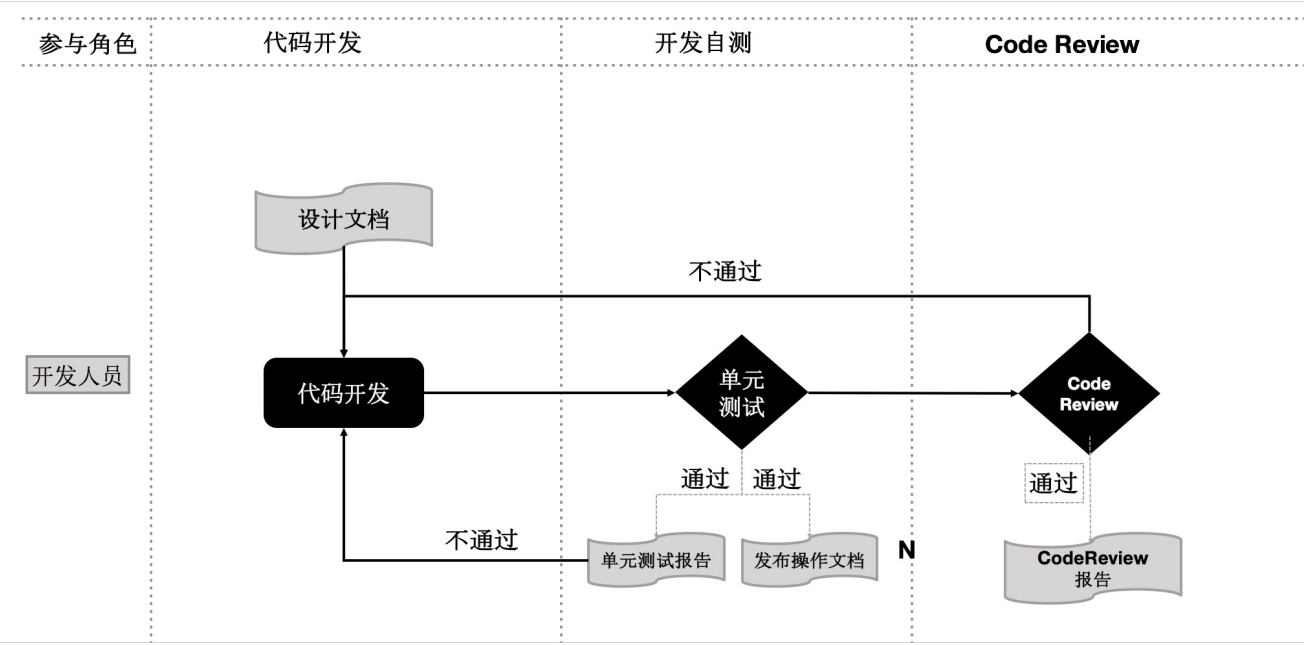 参与角色
代码开发
开发自测
Code Review
设计文档
不通过
开发人员
代码开发
单元
测试
Code
Review
通过
通过
通过
不通过
单元测试报告
发布操作文档
N
CodeReview
报告